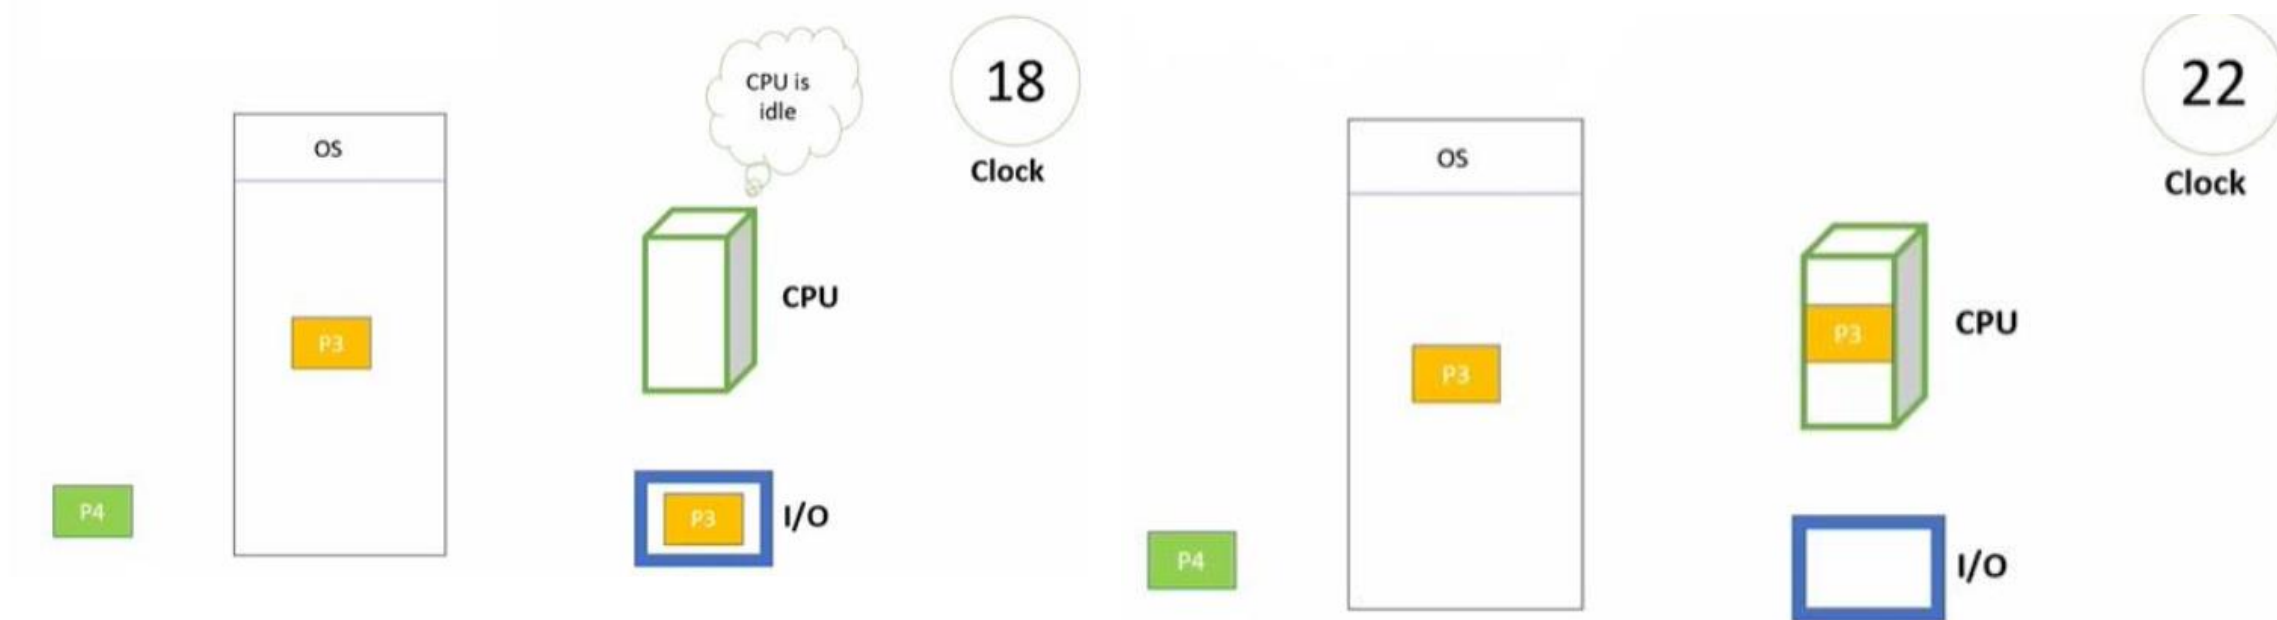 CPU is
idle
18
Clock
OS
P3
CPU
P4
P3
I/O
22
Clock
OS
P3
P3
CPU
P4
I/O